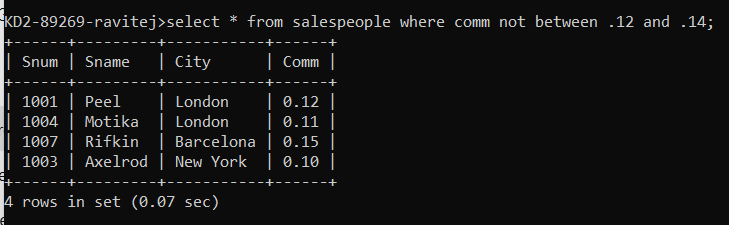 KD2-89269-ravitej>select * from salespeople where comm not between .12 and .14;
+------+---------+-----------+------+
| Snum | Sname   | City      | Comm |
+------+---------+-----------+------+
| 1001 | Peel    | London    | 0.12 |
| 1004 | Motika  | London    | 0.11 |
| 1007 | Rifkin  | Barcelona | 0.15 |
| 1003 | Axelrod | New York  | 0.10 |
+------+---------+-----------+------+
4 rows in set (0.07 sec)